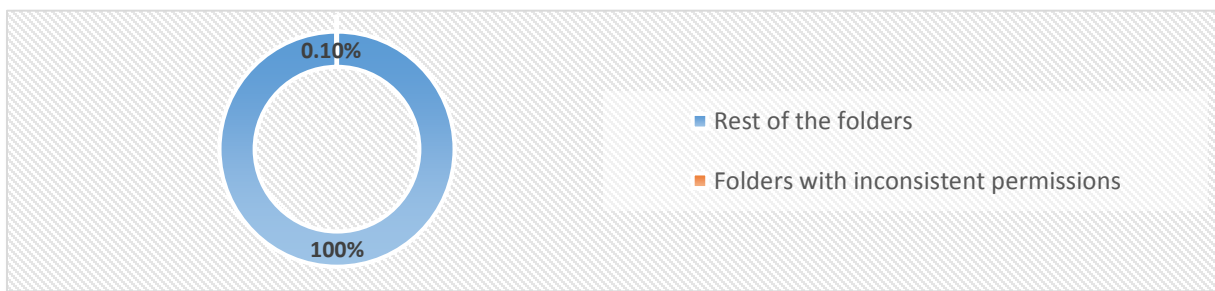 0.10%
100%
Rest of the folders
Folders with inconsistent permissions